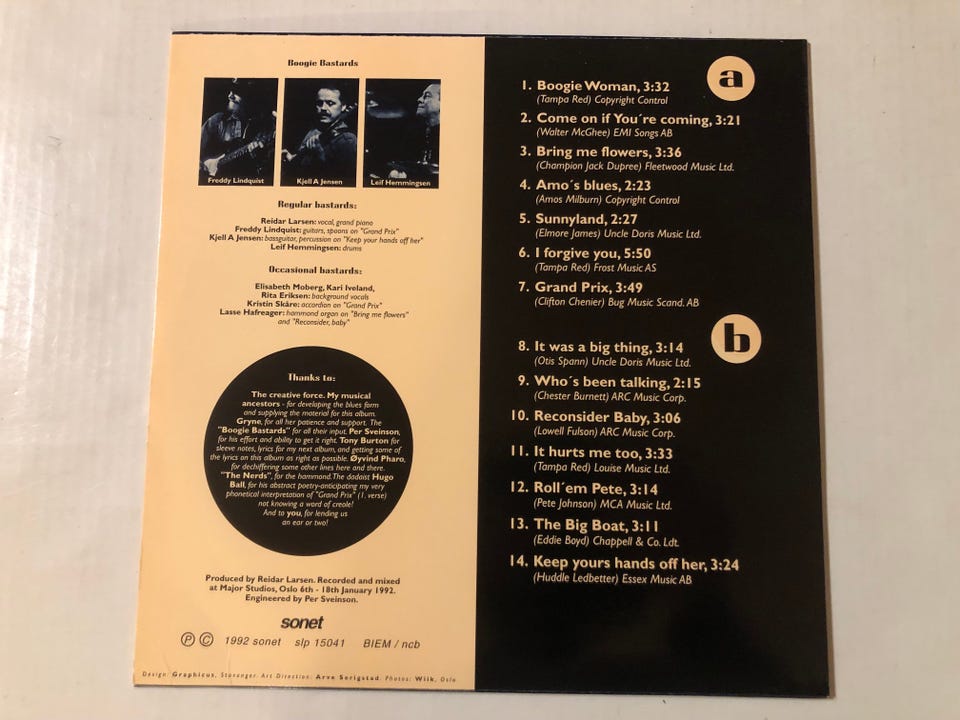 Boogie Bastards
Freddy Lindquist
Kjell A Jensen
Leif Hemmingsen
Regular bastards:
Reidar Larsen: vocal, grand piano
Freddy Lindquist: guitars, spoons on "Grand Prix"
Kjell A Jensen: bassguitar, percussion on "Keep your hands off her"
Leif Hemmingsen: drums
Occasional bastards:
Elisabeth Moberg, Kari Iveland,
Rita Eriksen: background vocals
Kristin Skåre: accordion on "Grand Prix"
Lasse Hafreager: hammond organ on "Bring me flowers"
and "Reconsider, baby"
Thanks to:
The creative force. My musical
ancestors - for developing the blues form
and supplying the material for this album.
Gryne, for all her patience and support. The
"Boogie Bastards" for all their input. Per Sveinson,
for his effort and ability to get it right. Tony Burton for
sleeve notes, lyrics for my next album, and getting some of
the lyrics on this album as right as possible. Øyvind Pharo,
for dechiffering some other lines here and there.
"The Nerds", for the hammond. The dadaist Hugo
Ball, for his abstract poetry-anticipating my very
phonetical interpretation of "Grand Prix" (1. verse)
not knowing a word of creole!
And to you, for lending us
an ear or two!
Produced by Reidar Larsen. Recorded and mixed
at Major Studios, Oslo 6th - 18th January 1992.
Engineered by Per Sveinson.
sonet
Ⓟ © 1992 sonet slp 15041 BIEM / ncb
Design: Graphicus, Stavanger. Art Direction: Arve Serigstad. Photos: Wiik, Oslo
a
1. Boogie Woman, 3:32
(Tampa Red) Copyright Control
2. Come on if You´re coming, 3:21
(Walter McGhee) EMI Songs AB
3. Bring me flowers, 3:36
(Champion Jack Dupree) Fleetwood Music Ltd.
4. Amo´s blues, 2:23
(Amos Milburn) Copyright Control
5. Sunnyland, 2:27
(Elmore James) Uncle Doris Music Ltd.
6. I forgive you, 5:50
(Tampa Red) Frost Music AS
7. Grand Prix, 3:49
(Clifton Chenier) Bug Music Scand. AB
b
8. It was a big thing, 3:14
(Otis Spann) Uncle Doris Music Ltd.
9. Who´s been talking, 2:15
(Chester Burnett) ARC Music Corp.
10. Reconsider Baby, 3:06
(Lowell Fulson) ARC Music Corp.
11. It hurts me too, 3:33
(Tampa Red) Louise Music Ltd.
12. Roll´em Pete, 3:14
(Pete Johnson) MCA Music Ltd.
13. The Big Boat, 3:11
(Eddie Boyd) Chappell & Co. Ldt.
14. Keep yours hands off her, 3:24
(Huddle Ledbetter) Essex Music AB